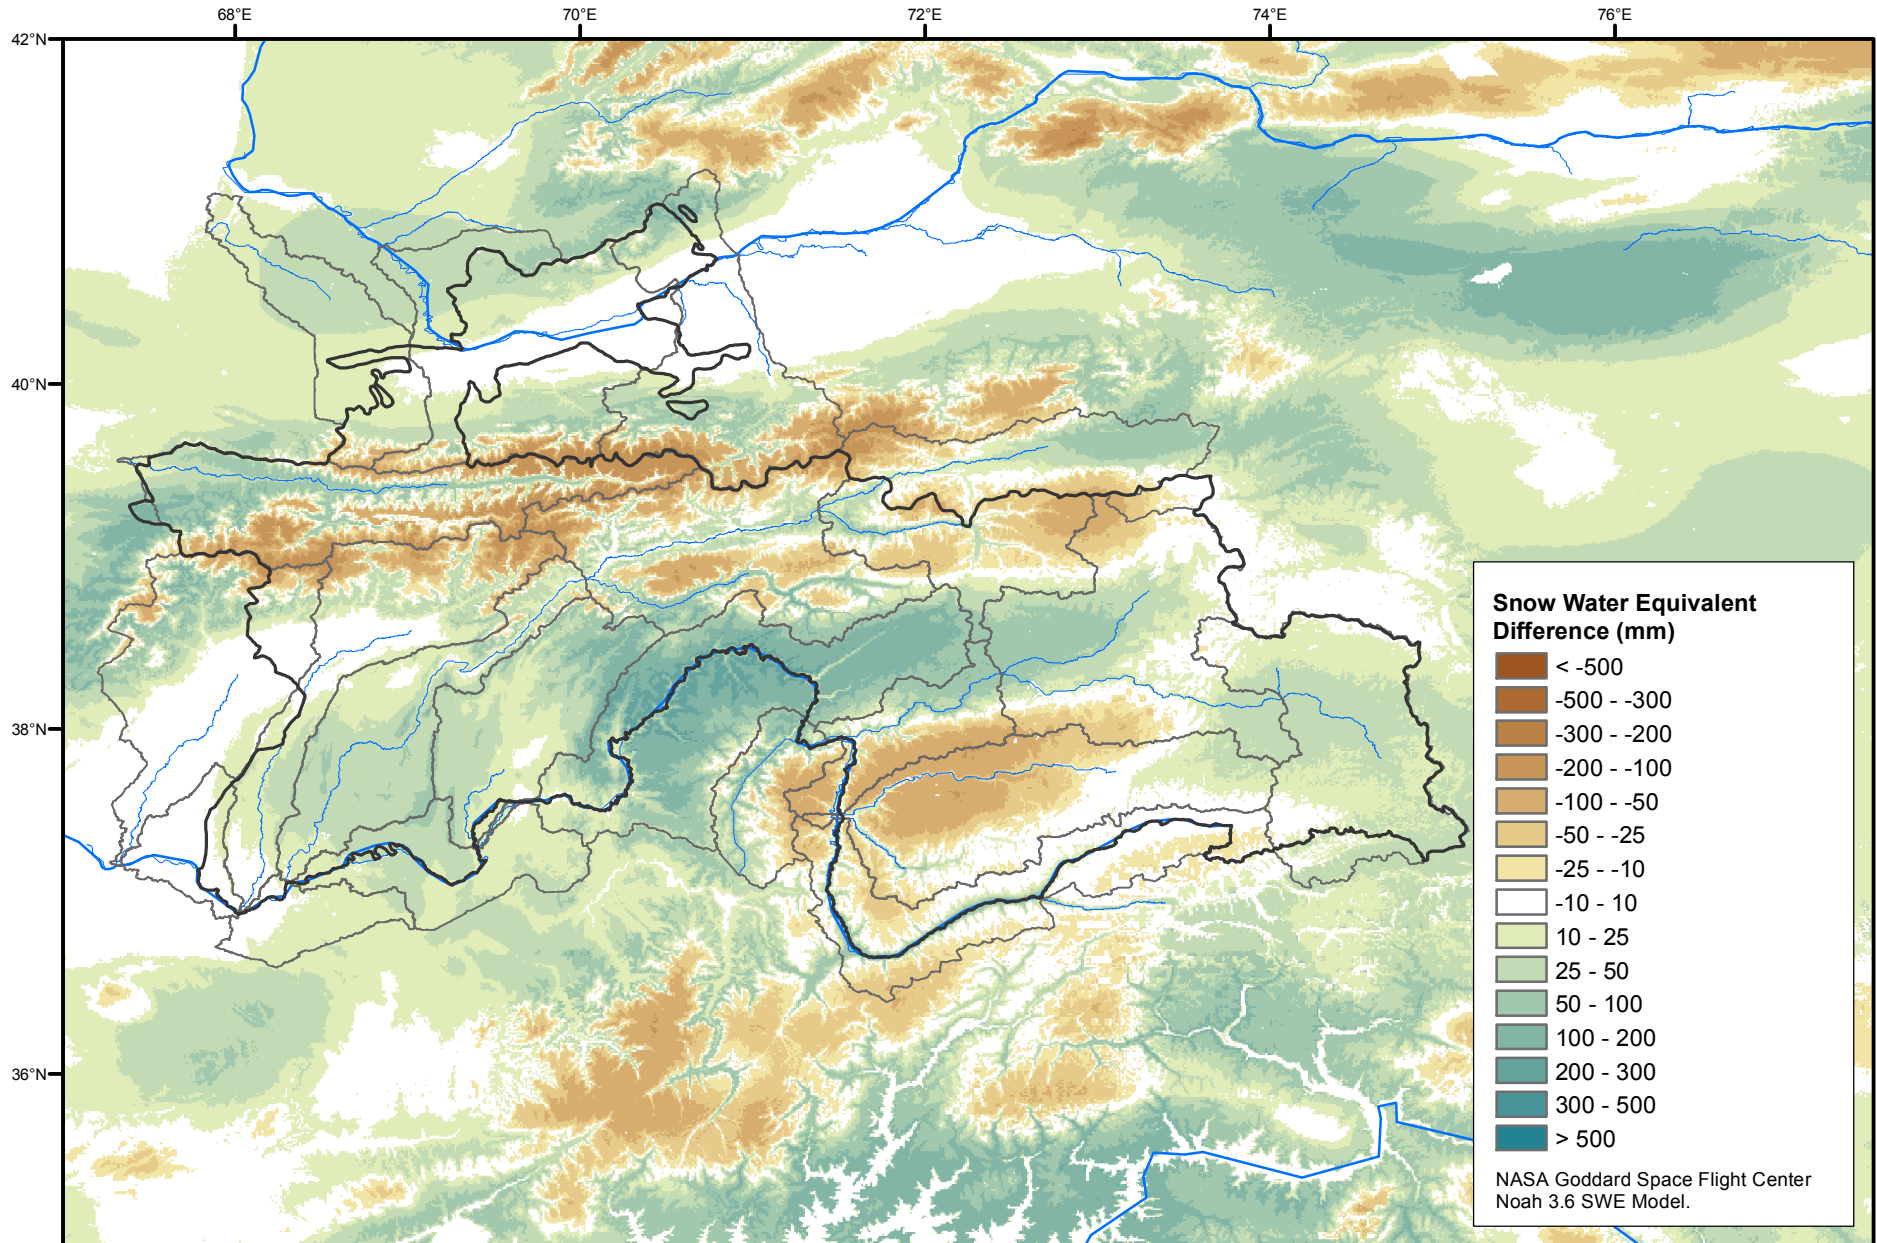 68°E
70°E
72°E
74°E
76°E
42°N
40°N
38°N
36°N
Snow Water Equivalent
Difference (mm)
< -500
-500 - -300
-300 - -200
-200 - -100
-100 - -50
-50 - -25
-25 - -10
-10 - 10
10 - 25
25 - 50
50 - 100
100 - 200
200 - 300
300 - 500
> 500
NASA Goddard Space Flight Center
Noah 3.6 SWE Model.